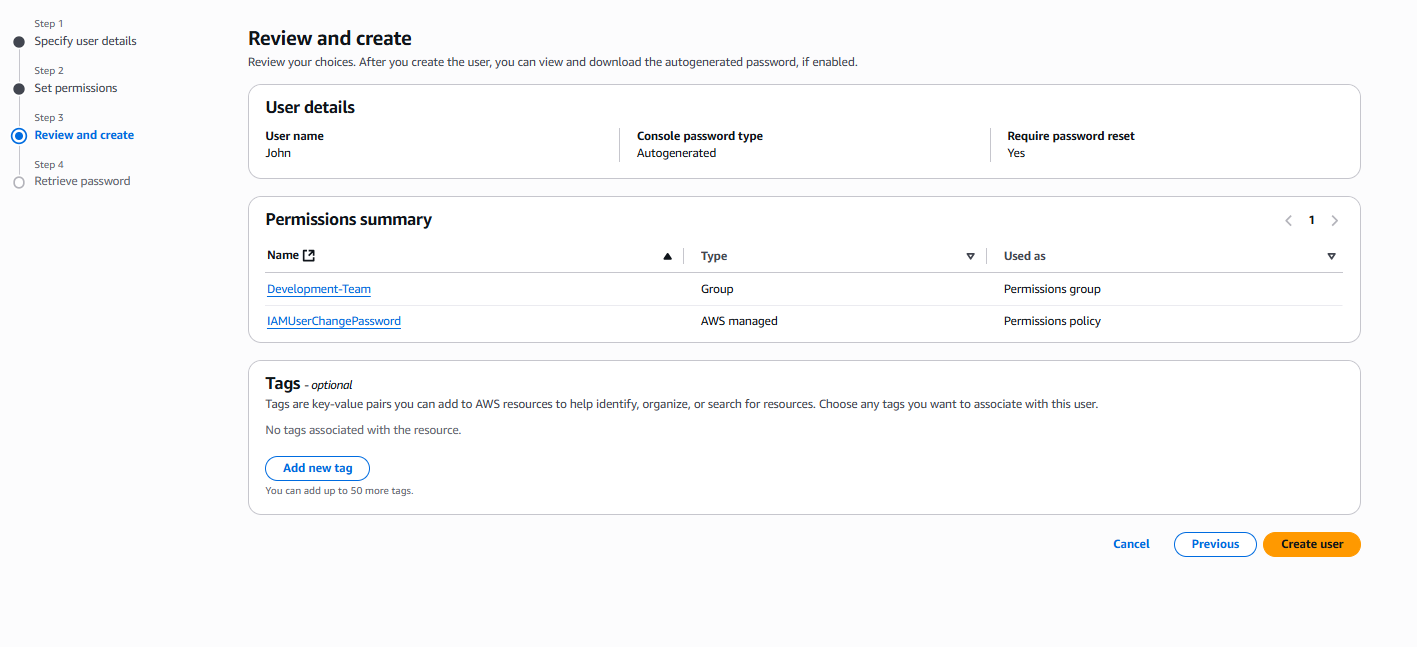 Step 1
Specify user details
Step 2
Set permissions
Step 3
Review and create
Step 4
Retrieve password
Review and create
Review your choices. After you create the user, you can view and download the autogenerated password, if enabled.
User details
User name
John
Console password type
Autogenerated
Require password reset
Yes
Permissions summary
1
Name Type Used as
Development-Team Group Permissions group
IAMUserChangePassword AWS managed Permissions policy
Tags - optional
Tags are key-value pairs you can add to AWS resources to help identify, organize, or search for resources. Choose any tags you want to associate with this user.
No tags associated with the resource.
Add new tag
You can add up to 50 more tags.
Cancel Previous Create user